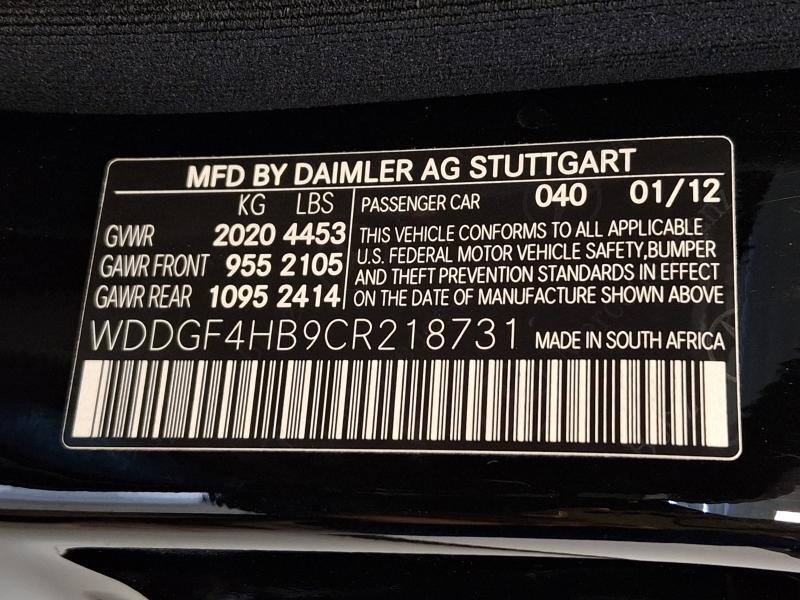 MFD BY DAIMLER AG STUTTGART
KG LBS
GVWR 2020 4453
GAWR FRONT 955 2105
GAWR REAR 1095 2414
PASSENGER CAR 040 01/12
THIS VEHICLE CONFORMS TO ALL APPLICABLE
U.S. FEDERAL MOTOR VEHICLE SAFETY, BUMPER
AND THEFT PREVENTION STANDARDS IN EFFECT
ON THE DATE OF MANUFACTURE SHOWN ABOVE
WDDGF4HB9CR218731 MADE IN SOUTH AFRICA